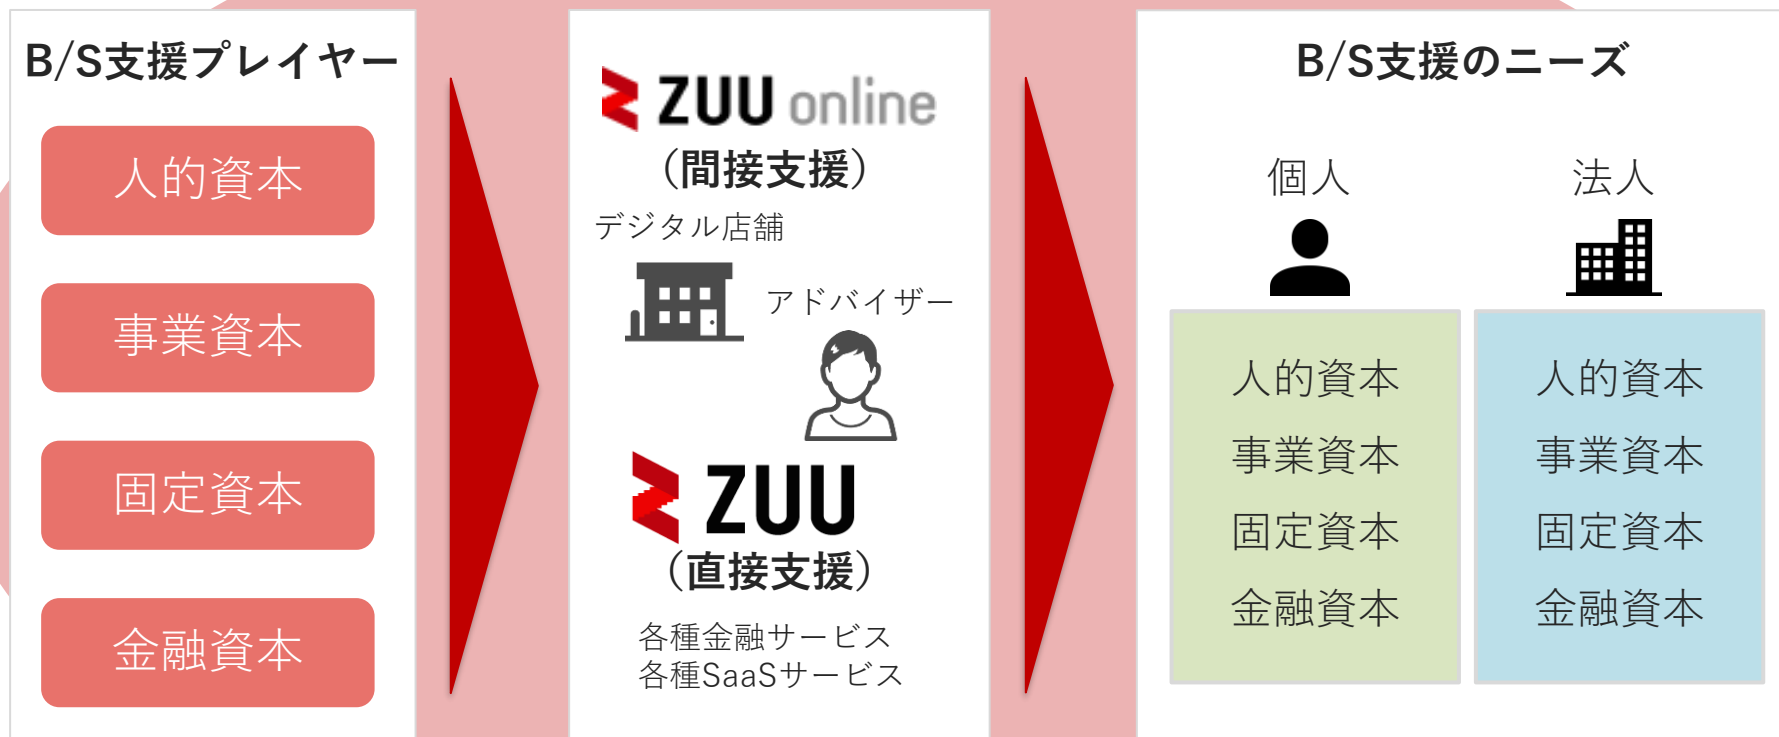 B/S支援プレイヤー
人的資本
事業資本
固定資本
金融資本
ZUU online
（間接支援）
デジタル店舗
アドバイザー
ZUU
（直接支援）
各種金融サービス
各種SaaSサービス
B/S支援のニーズ
個人
人的資本
事業資本
固定資本
金融資本
法人
人的資本
事業資本
固定資本
金融資本